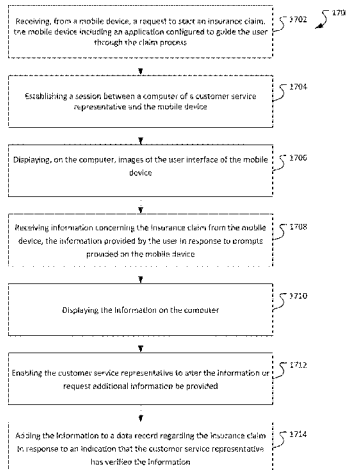 Receiving, from a mobile device, a request to start an insurance claim,
the mobile device including an application configured to guide the user
through the claim process
1702
170
Establishing a session between a computer of a customer service
representative and the mobile device
1704
Displaying, on the computer, images of the user interface of the mobile
device
1706
Receiving information concerning the insurance claim from the mobile
device, the information provided by the user in response to prompts
provided on the mobile device
1708
Displaying the information on the computer
1710
Enabling the customer service representative to alter the information or
request additional information be provided
1712
Adding the information to a data record regarding the insurance claim
in response to an indication that the customer service representative
has verified the information
1714